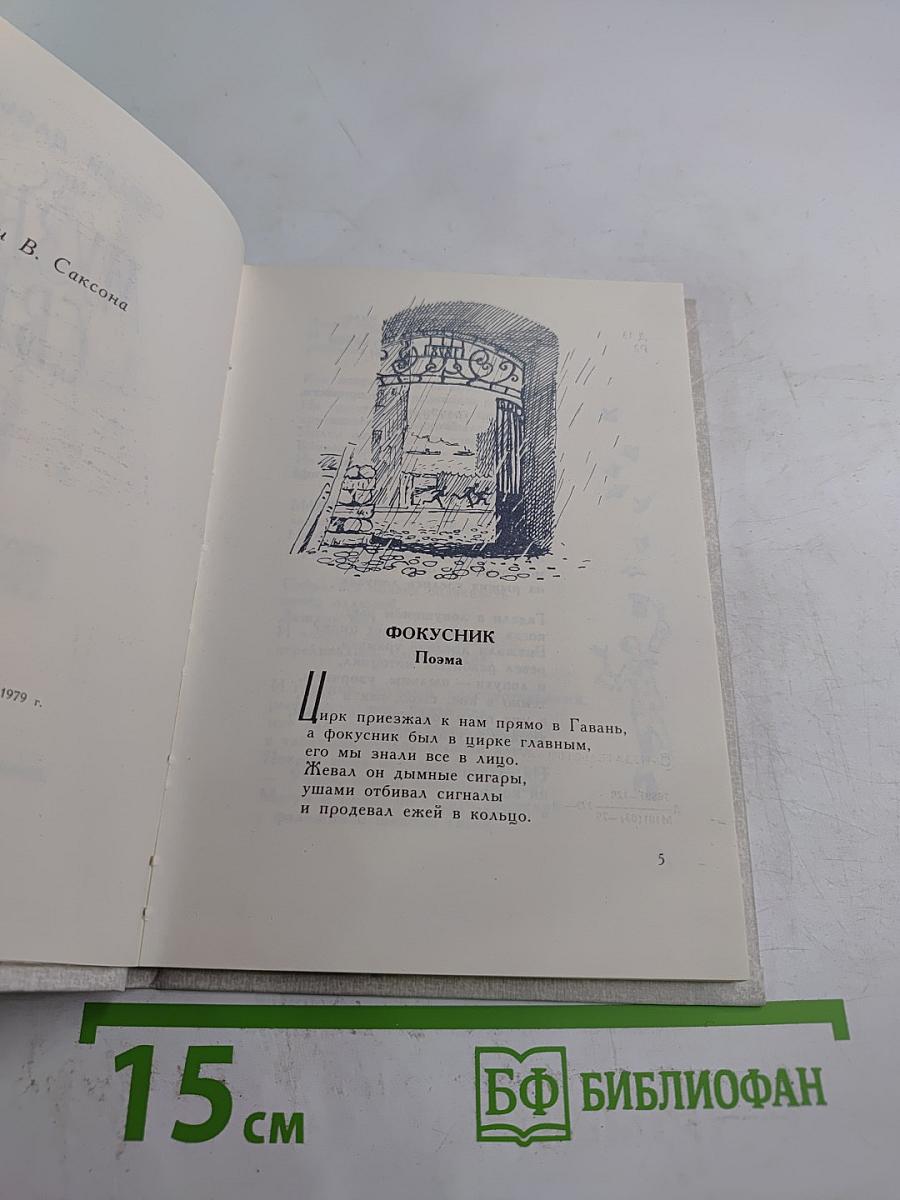 и В. Саксона
1979 г.
ФОКУСНИК
Поэма
Цирк приезжал к нам прямо в Гавань,
а фокусник был в цирке главным,
его мы знали все в лицо.
Жевал он дымные сигары,
ушами отбивал сигналы
и продевал ежей в кольцо.
5
15 см
БФ БИБЛИОФАН